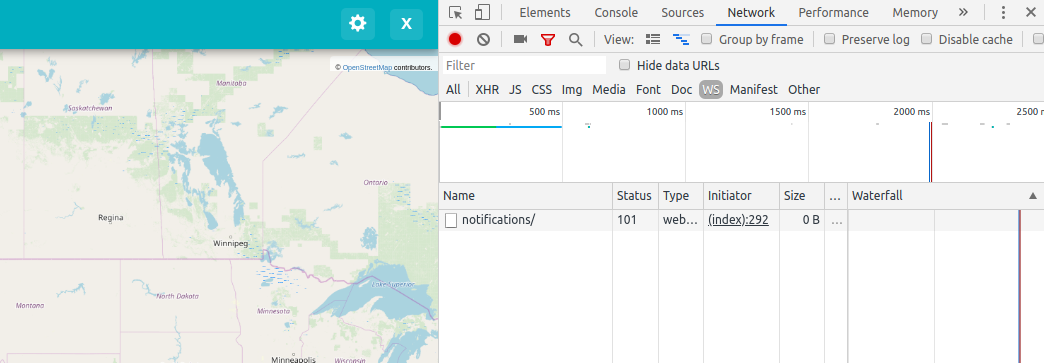 X
© OpenStreetMap contributors.
Manitoba
Saskatchewan
Ontario
Regina
Winnipeg
Lake Superior
Montana
North Dakota
Minnesota
Minneapolis
Wisconsin
Elements Console Sources Network Performance Memory »
View: Group by frame Preserve log Disable cache
Filter Hide data URLs
All XHR JS CSS Img Media Font Doc WS Manifest Other
500 ms 1000 ms 1500 ms 2000 ms 2500 ms
Name Status Type Initiator Size ... Waterfall
notifications/ 101 web... (index):292 0 B ...